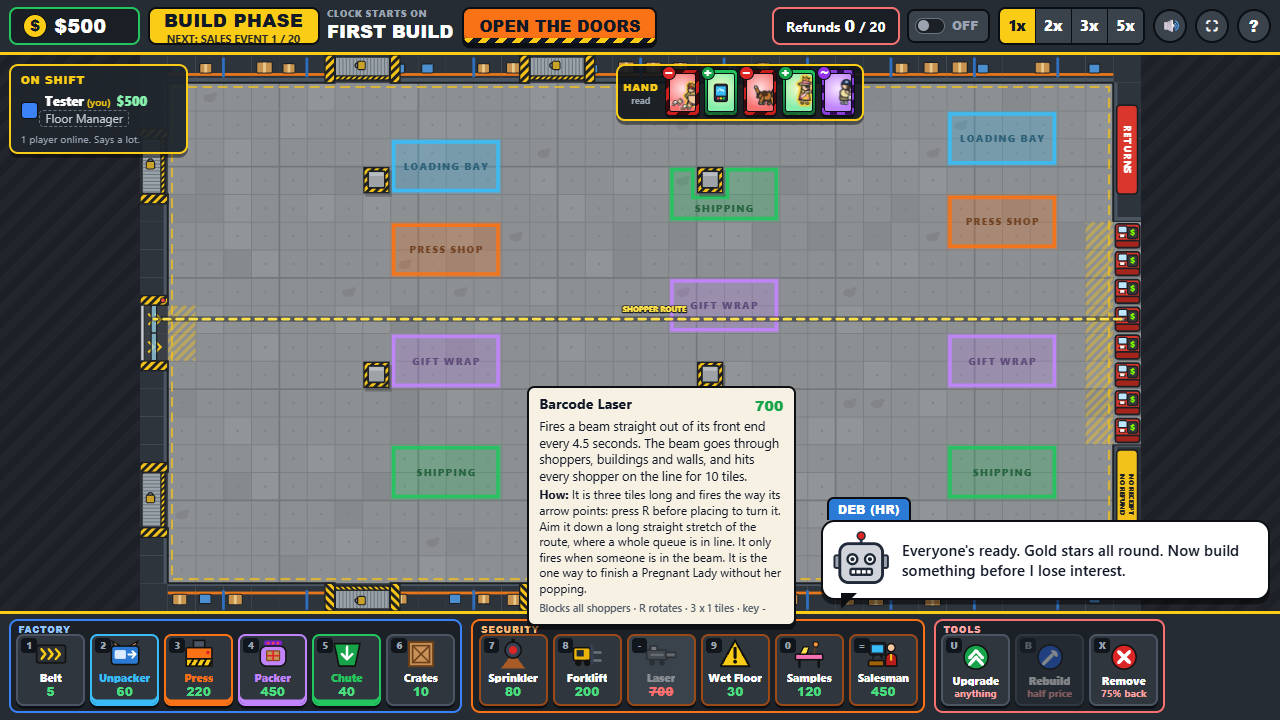 $500
BUILD PHASE
NEXT: SALES EVENT 1 / 20
CLOCK STARTS ON
FIRST BUILD
OPEN THE DOORS
Refunds 0 / 20
OFF
1x
2x
3x
5x
?
ON SHIFT
Tester (you) $500
Floor Manager
1 player online. Says a lot.
HAND
read
LOADING BAY
LOADING BAY
SHIPPING
PRESS SHOP
PRESS SHOP
GIFT WRAP
SHOPPER ROUTE
GIFT WRAP
GIFT WRAP
SHIPPING
SHIPPING
RETURNS
NO RECEIPT
NO REFUND
Barcode Laser 700
Fires a beam straight out of its front end
every 4.5 seconds. The beam goes through
shoppers, buildings and walls, and hits
every shopper on the line for 10 tiles.
How: It is three tiles long and fires the way its
arrow points: press R before placing to turn it.
Aim it down a long straight stretch of the
route, where a whole queue is in line. It only
fires when someone is in the beam. It is the
one way to finish a Pregnant Lady without her
popping.
Blocks all shoppers · R rotates · 3 x 1 tiles · key -
DEB (HR)
Everyone's ready. Gold stars all round. Now build
something before I lose interest.
FACTORY
1
Belt
5
2
Unpacker
60
3
Press
220
4
Packer
450
5
Chute
40
6
Crates
10
SECURITY
7
Sprinkler
80
8
Forklift
200
-
Laser
700
9
Wet Floor
30
0
Samples
120
=
Salesman
450
TOOLS
U
Upgrade
anything
B
Rebuild
half price
X
Remove
75% back